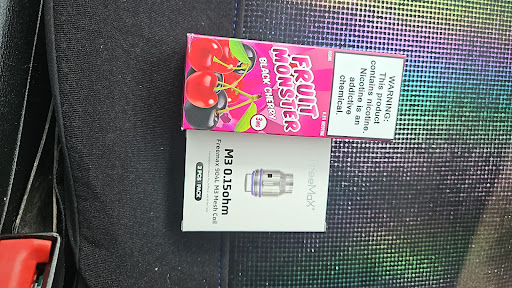 FRUIT
MONSTER
BLACK CHERRY
WARNING:
This product
contains nicotine.
Nicotine is an
addictive
chemical.
FreeMaX
M3 0.15ohm
Freemax 904L M3 Mesh Coil